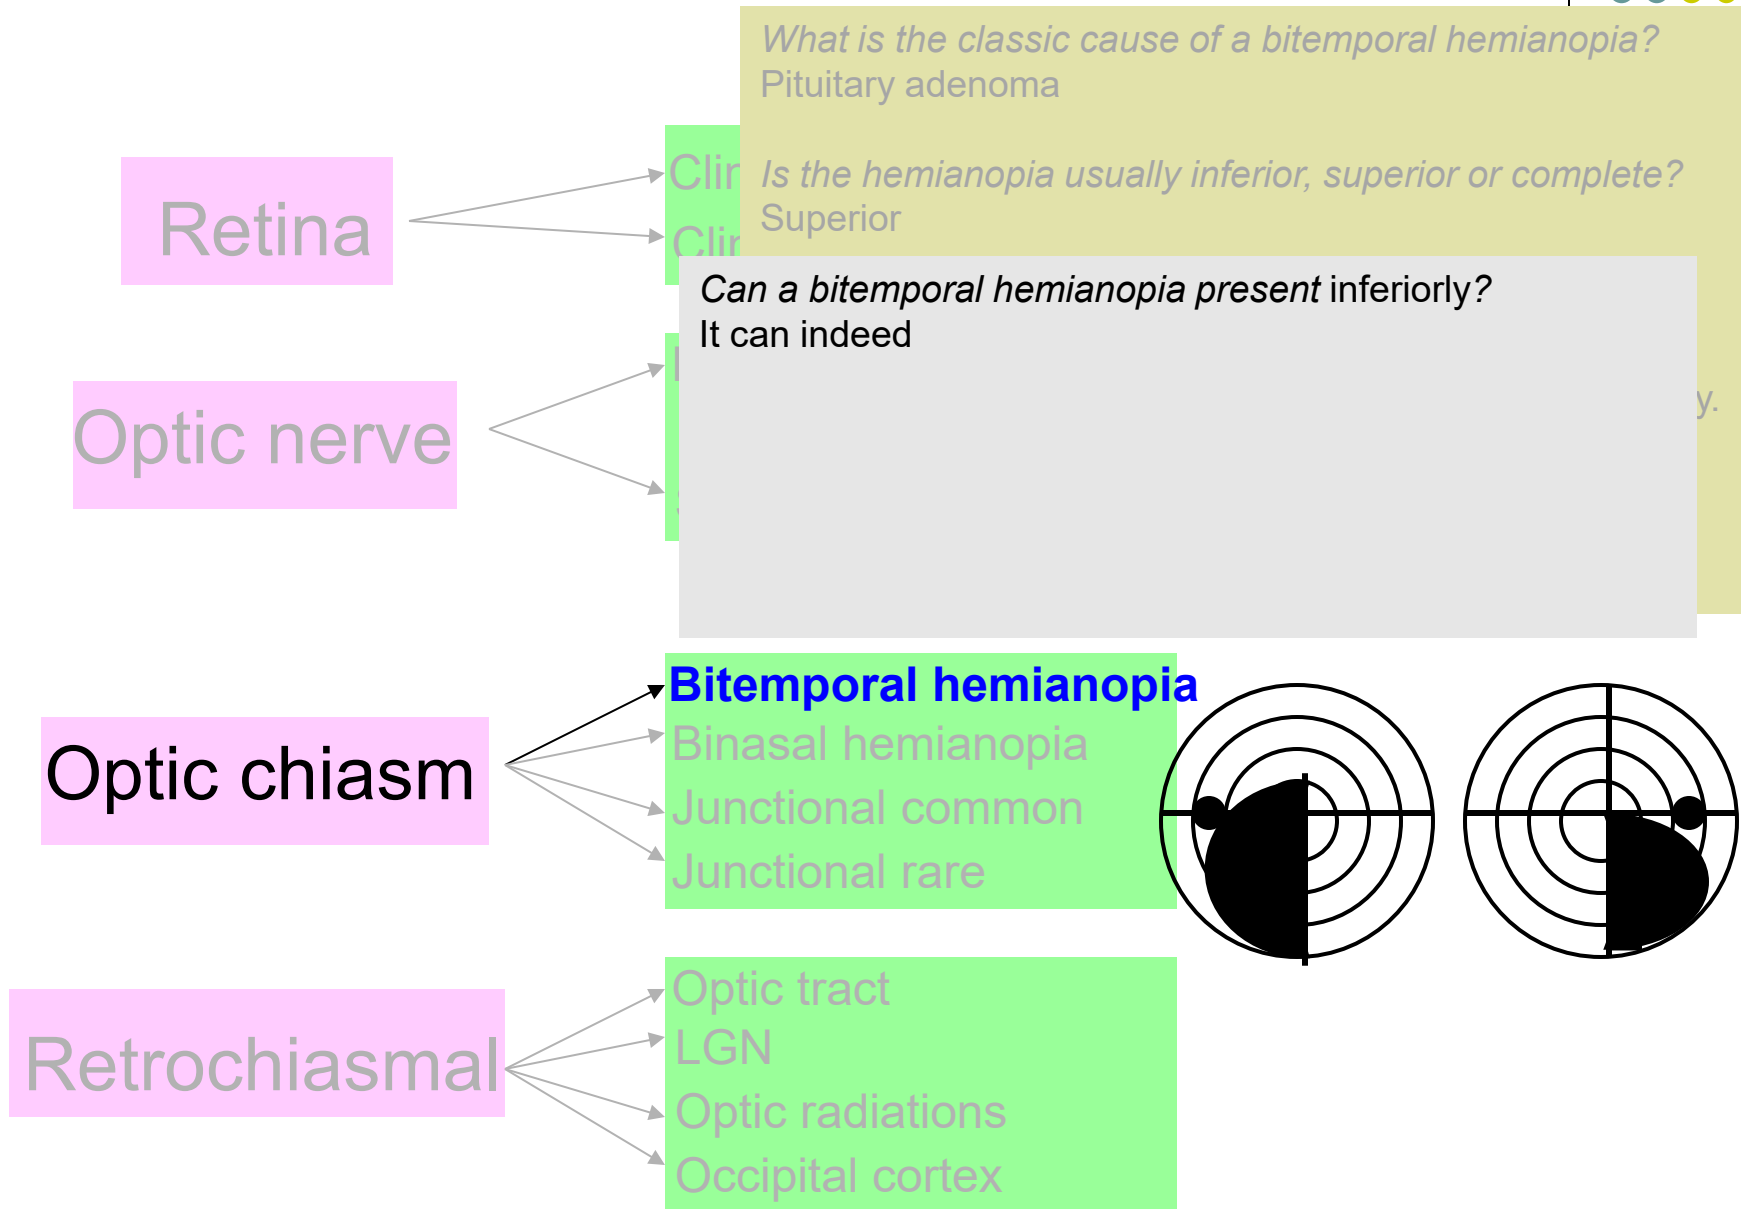 What is the classic cause of a bitemporal hemianopia?
Pituitary adenoma
Is the hemianopia usually inferior, superior or complete?
Superior
Can a bitemporal hemianopia present inferiorly?
It can indeed
Retina
Optic nerve
Optic chiasm
Bitemporal hemianopia
Binasal hemianopia
Junctional common
Junctional rare
Retrochiasmal
Optic tract
LGN
Optic radiations
Occipital cortex